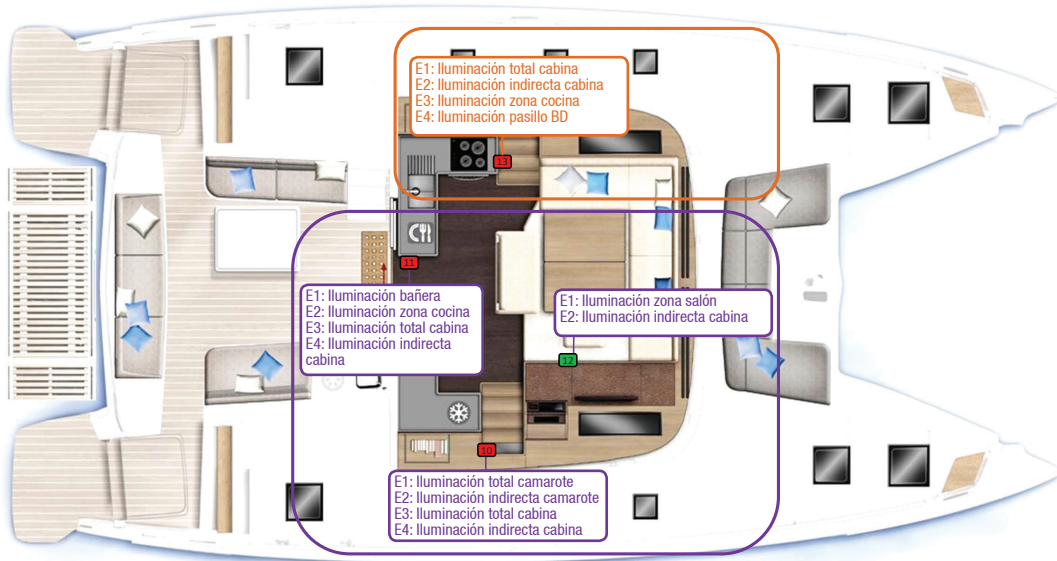 E1: Iluminación total cabina
E2: Iluminación indirecta cabina
E3: Iluminación zona cocina
E4: Iluminación pasillo BD
13
11
E1: Iluminación bañera
E2: Iluminación zona cocina
E3: Iluminación total cabina
E4: Iluminación indirecta
cabina
E1: Iluminación zona salón
E2: Iluminación indirecta cabina
12
10
E1: Iluminación total camarote
E2: Iluminación indirecta camarote
E3: Iluminación total cabina
E4: Iluminación indirecta cabina